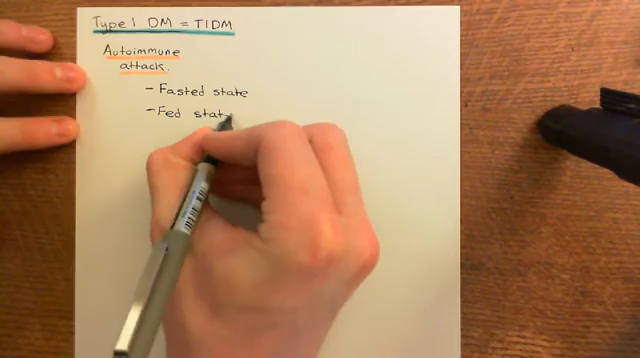 Type 1 DM = T1DM
Autoimmune
attack.
- Fasted state
- Fed stat